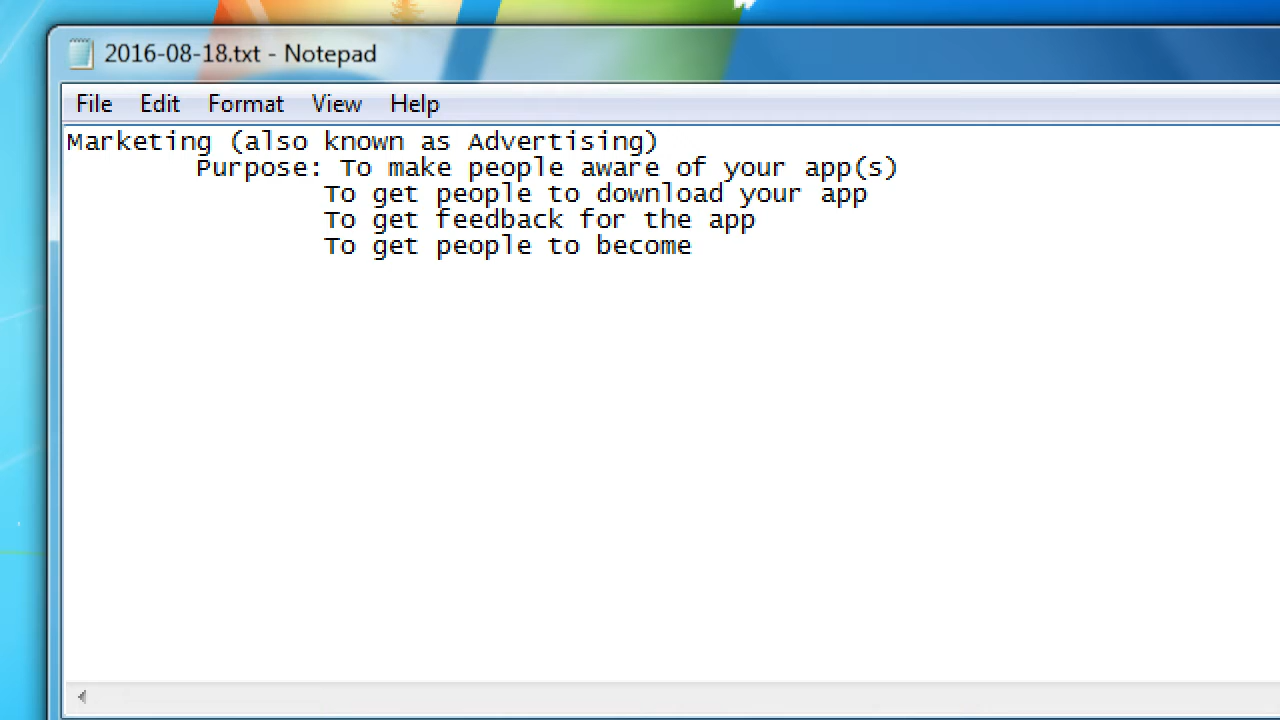 2016-08-18.txt - Notepad
File Edit Format View Help
Marketing (also known as Advertising)
Purpose: To make people aware of your app(s)
To get people to download your app
To get feedback for the app
To get people to become